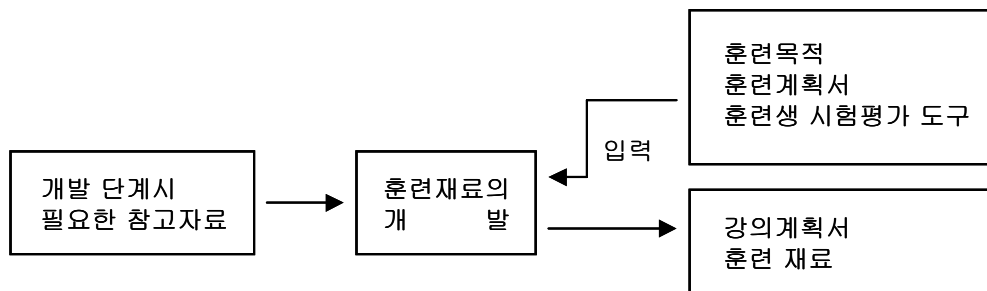 훈련목적
훈련계획서
훈련생 시험평가 도구
입력
개발 단계시
필요한 참고자료
훈련재료의
개 발
강의계획서
훈련 재료